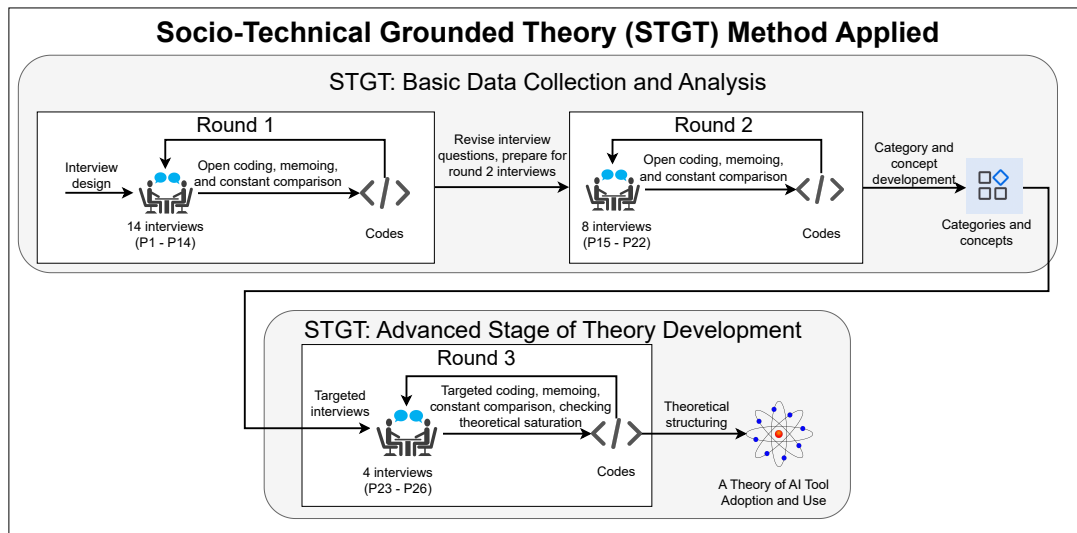 Socio-Technical Grounded Theory (STGT) Method Applied
STGT: Basic Data Collection and Analysis
Round 1
Interview
design
Open coding, memoing,
and constant comparison
14 interviews
(P1 - P14)
Codes
Revise interview
questions, prepare for
round 2 interviews
Round 2
Open coding, memoing,
and constant comparison
8 interviews
(P15 - P22)
Codes
Category and
concept
developement
Categories and
concepts
STGT: Advanced Stage of Theory Development
Round 3
Targeted
interviews
Targeted coding, memoing,
constant comparison, checking
theoretical saturation
4 interviews
(P23 - P26)
Codes
Theoretical
structuring
A Theory of AI Tool
Adoption and Use